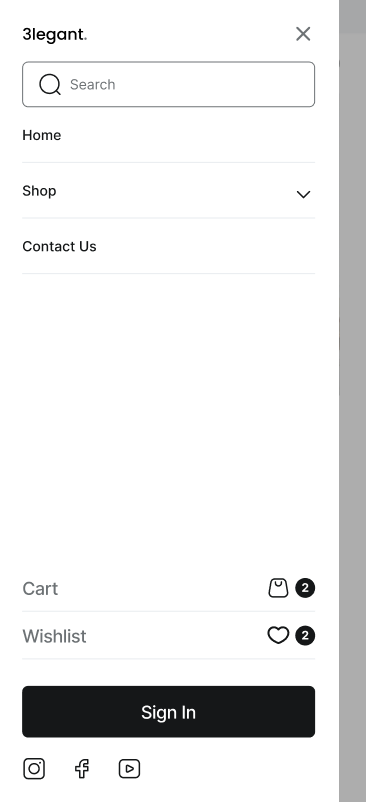 3legant.
Search
Home
Shop
Contact Us
Cart 2
Wishlist 2
Sign In